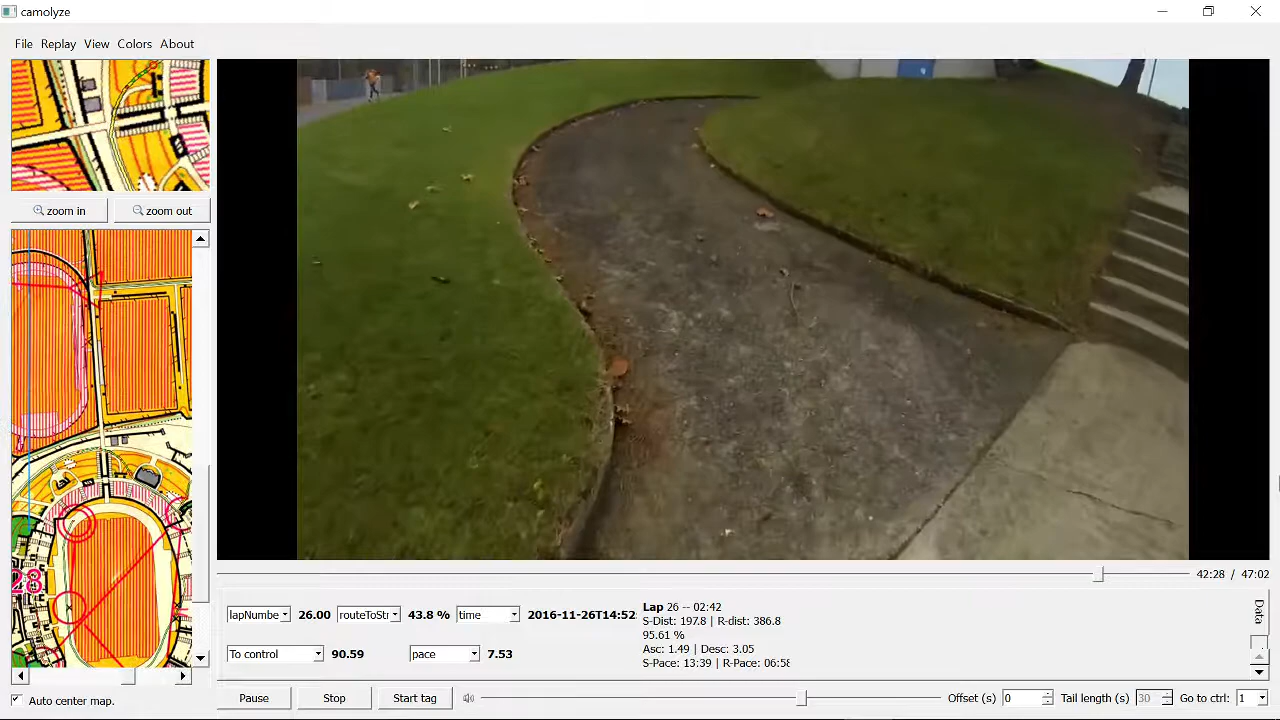 camolyze
File Replay View Colors About
zoom in zoom out
28
42:28 / 47:02
lapNumbe 26.00 routeToStr 43.8 % time 2016-11-26T14:52:
To control 90.59 pace 7.53
Lap 26 -- 02:42
S-Dist: 197.8 | R-dist: 386.8
95.61 %
Asc: 1.49 | Desc: 3.05
S-Pace: 13:39 | R-Pace: 06:58
Data
Auto center map.
Pause Stop Start tag Offset (s) 0 Tail length (s) 30 Go to ctrl: 1